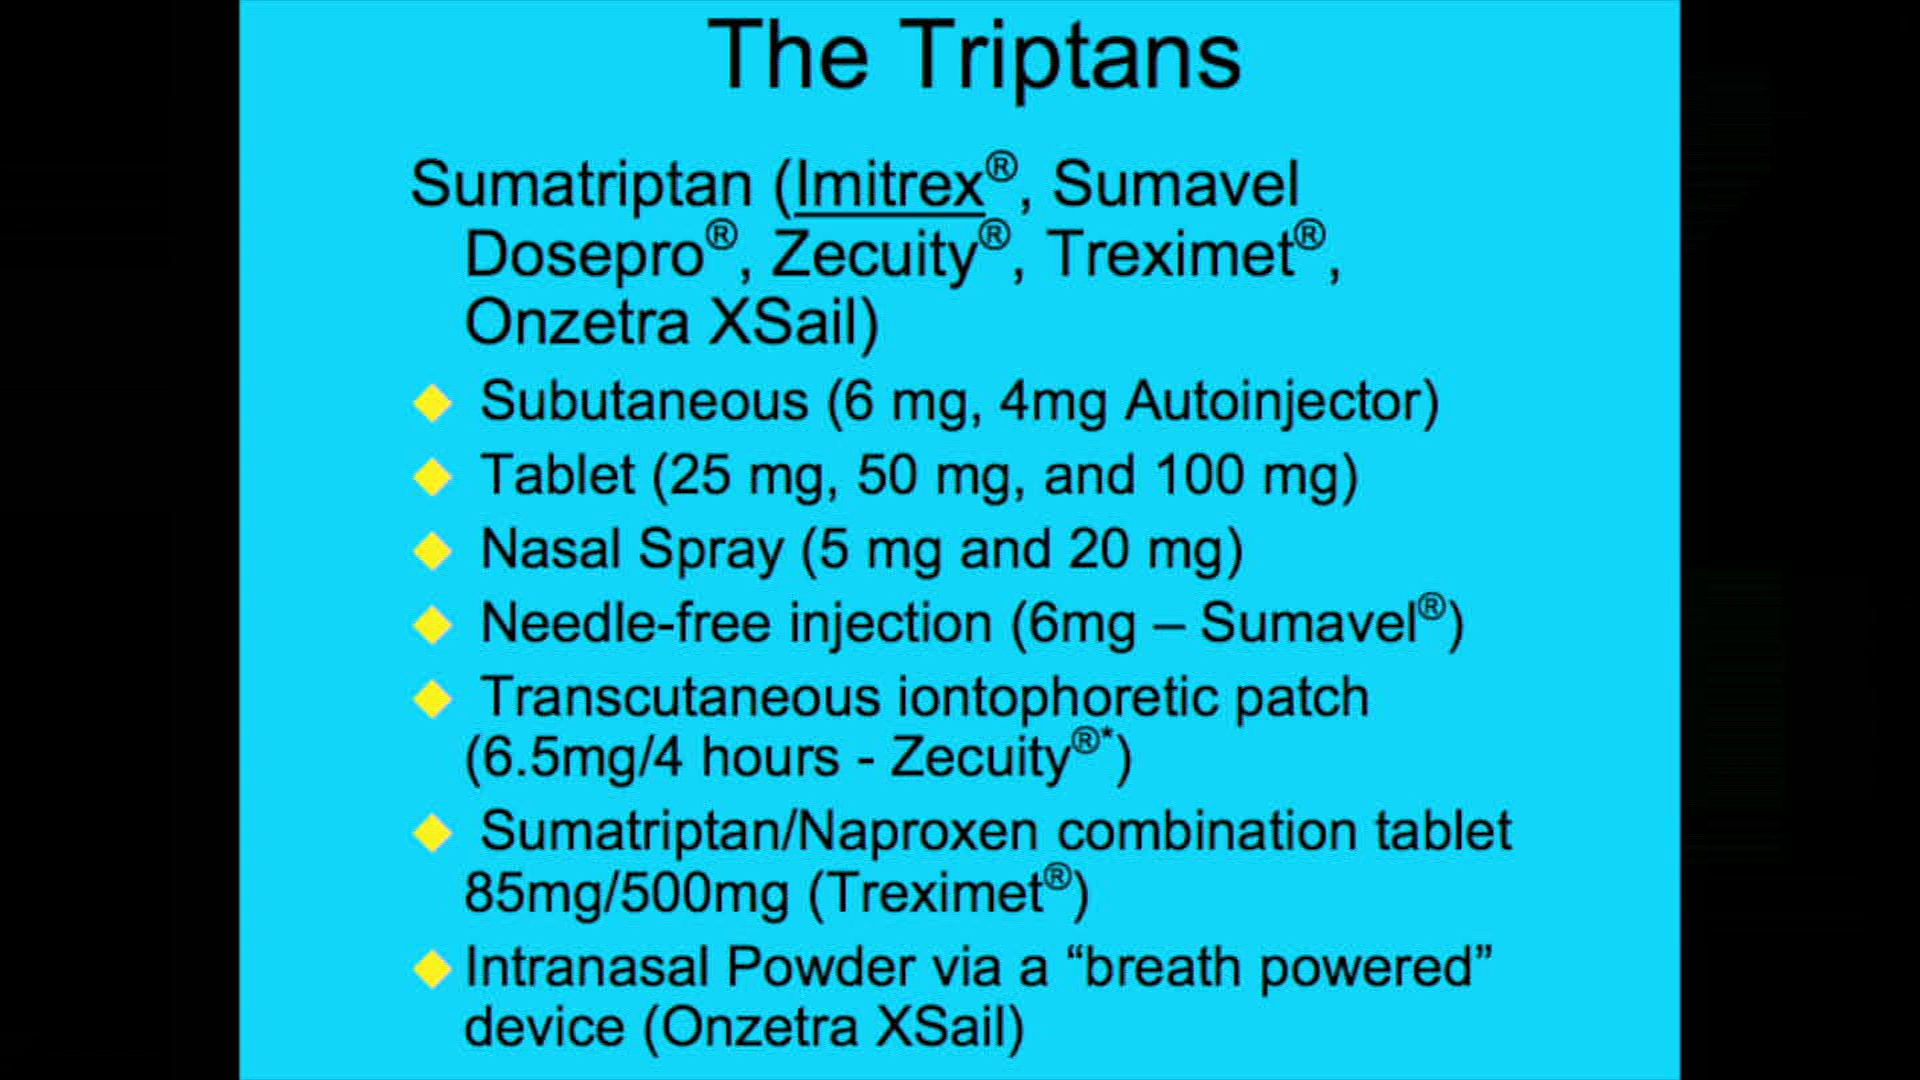 The Triptans
Sumatriptan (Imitrex®, Sumavel
Dosepro®, Zecuity®, Treximet®,
Onzetra XSail)
Subutaneous (6 mg, 4mg Autoinjector)
Tablet (25 mg, 50 mg, and 100 mg)
Nasal Spray (5 mg and 20 mg)
Needle-free injection (6mg – Sumavel®)
Transcutaneous iontophoretic patch
(6.5mg/4 hours - Zecuity®*)
Sumatriptan/Naproxen combination tablet
85mg/500mg (Treximet®)
Intranasal Powder via a “breath powered”
device (Onzetra XSail)